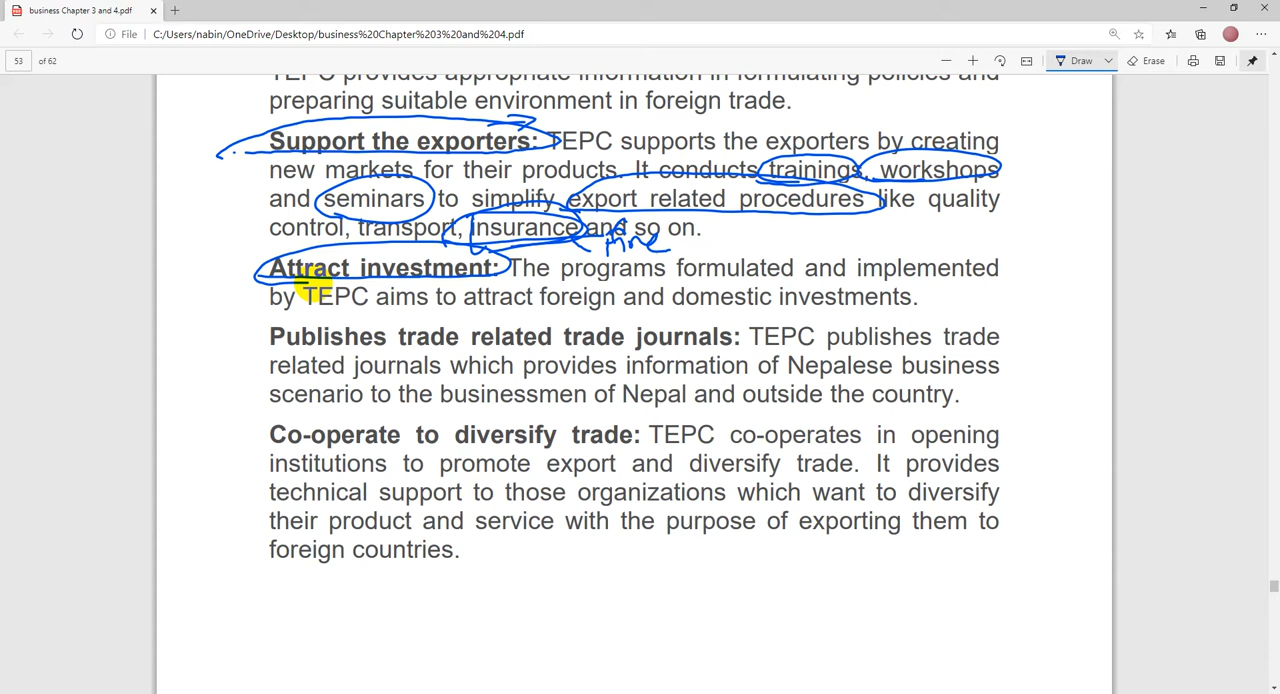 business Chapter 3 and 4.pdf
File C:/Users/nabin/OneDrive/Desktop/business%20Chapter%203%20and%204.pdf
53 of 62 Draw Erase
TEPC provides appropriate information in formulating policies and
preparing suitable environment in foreign trade.
Support the exporters: TEPC supports the exporters by creating
new markets for their products. It conducts trainings, workshops
and seminars to simplify export related procedures like quality
control, transport, insurance and so on.
Attract investment: The programs formulated and implemented
by TEPC aims to attract foreign and domestic investments.
Publishes trade related trade journals: TEPC publishes trade
related journals which provides information of Nepalese business
scenario to the businessmen of Nepal and outside the country.
Co-operate to diversify trade: TEPC co-operates in opening
institutions to promote export and diversify trade. It provides
technical support to those organizations which want to diversify
their product and service with the purpose of exporting them to
foreign countries.